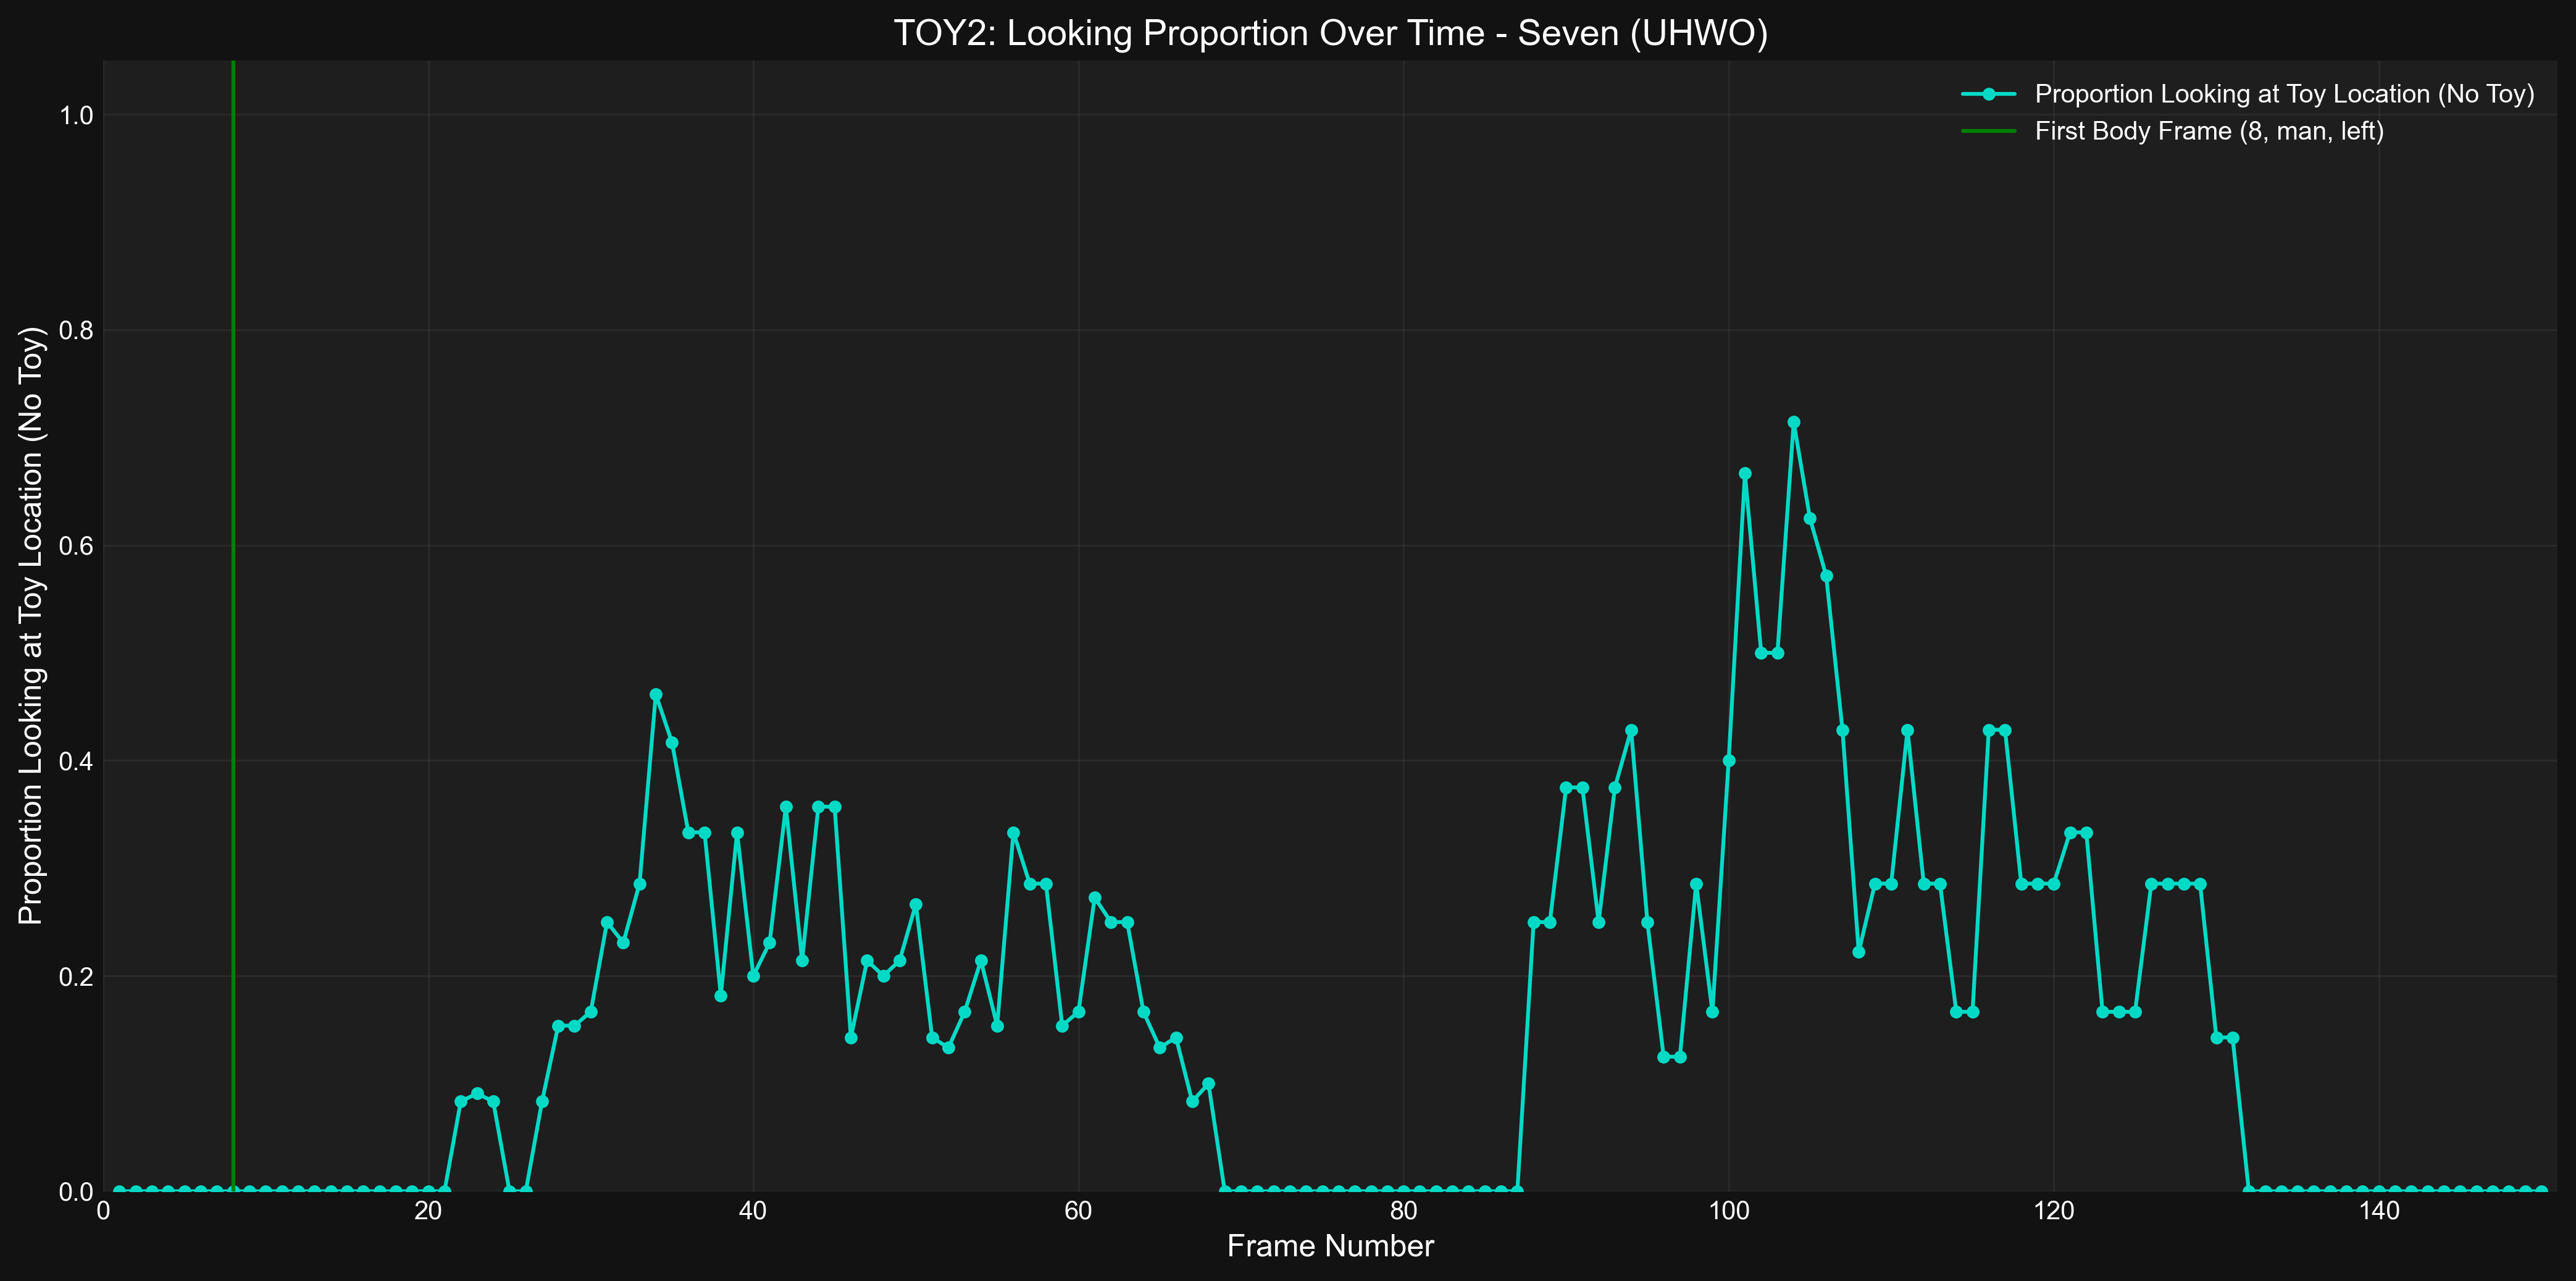 TOY2: Looking Proportion Over Time - Seven (UHWO)
Proportion Looking at Toy Location (No Toy)
First Body Frame (8, man, left)
Proportion Looking at Toy Location (No Toy)
1.0
0.8
0.6
0.4
0.2
0.0
0 20 40 60 80 100 120 140
Frame Number